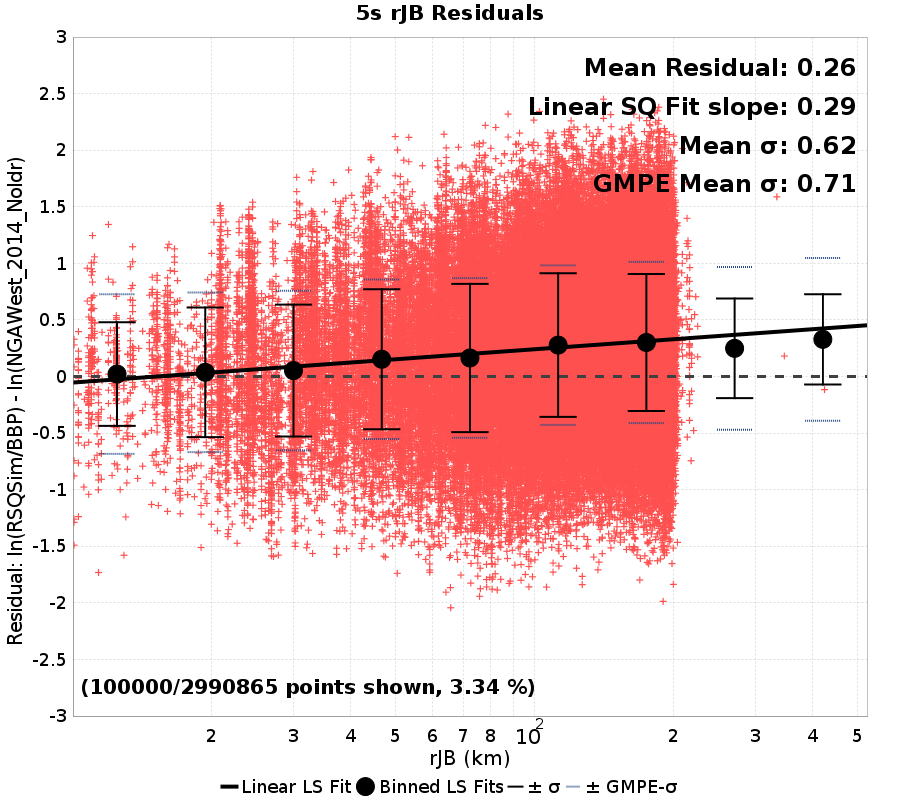 5s rJB Residuals
Mean Residual: 0.26
Linear SQ Fit slope: 0.29
Mean σ: 0.62
GMPE Mean σ: 0.71
Residual: ln(RSQSim/BBP) - ln(NGAWest_2014_NoIdr)
3
2.5
2
1.5
1
0.5
0
-0.5
-1
-1.5
-2
-2.5
-3
(100000/2990865 points shown, 3.34 %)
2 3 4 5 6 7 8 10² 2 3 4 5
rJB (km)
Linear LS Fit Binned LS Fits ± σ ± GMPE-σ